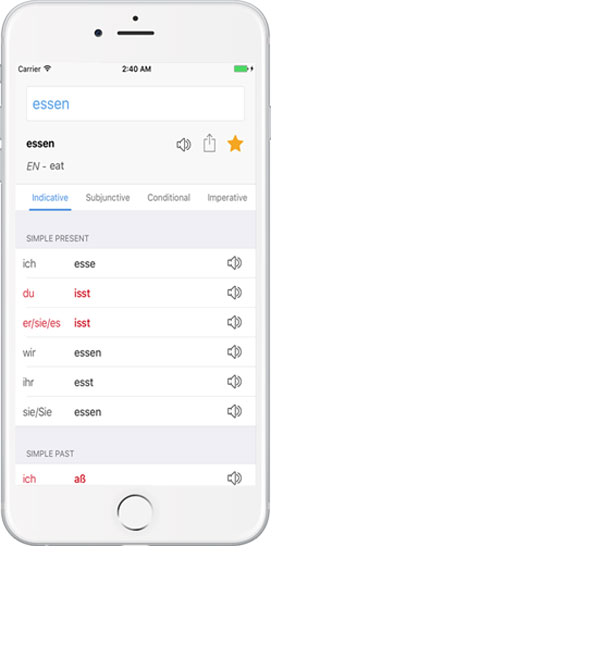 Carrier 2:40 AM
essen
essen
EN - eat
Indicative Subjunctive Conditional Imperative
SIMPLE PRESENT
ich esse
du isst
er/sie/es isst
wir essen
ihr esst
sie/Sie essen
SIMPLE PAST
ich aß